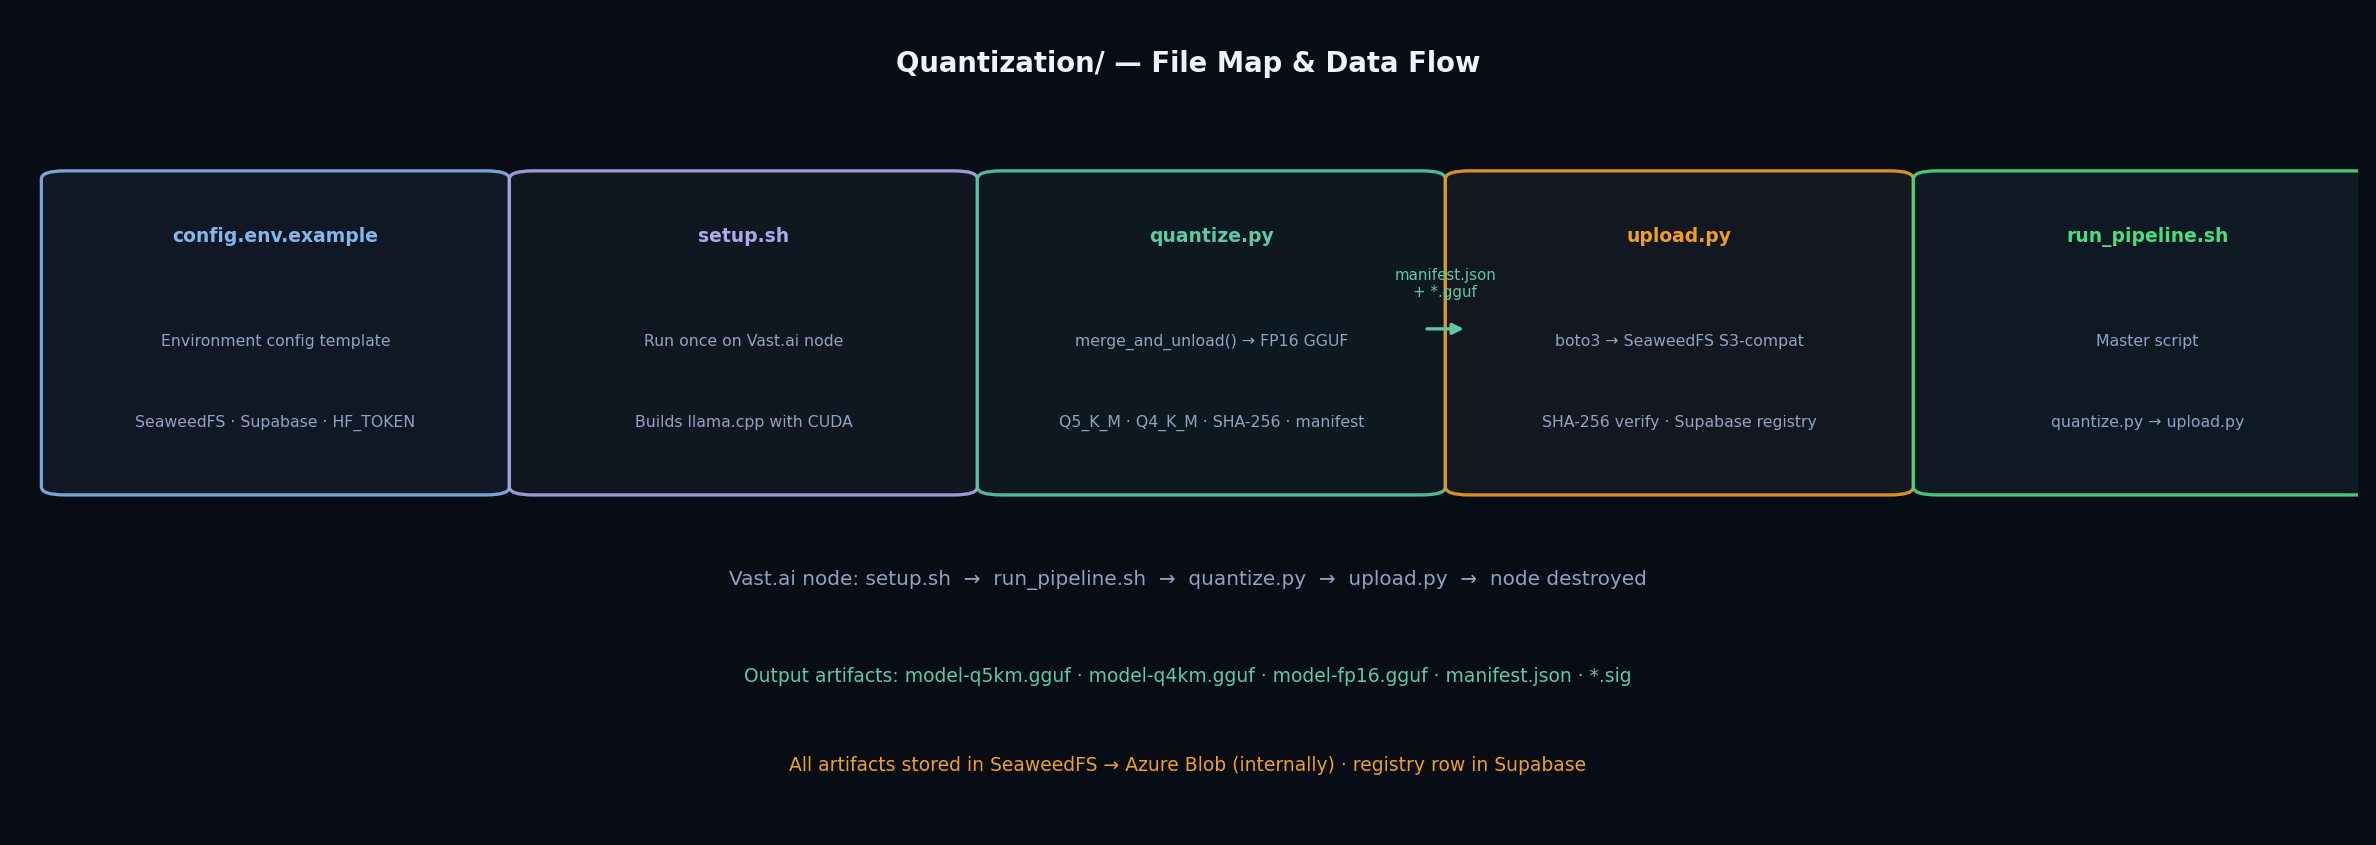 Quantization/ — File Map & Data Flow
config.env.example
Environment config template
SeaweedFS · Supabase · HF_TOKEN
setup.sh
Run once on Vast.ai node
Builds llama.cpp with CUDA
quantize.py
merge_and_unload() → FP16 GGUF
Q5_K_M · Q4_K_M · SHA-256 · manifest
manifest.json
+ *.gguf
upload.py
boto3 → SeaweedFS S3-compat
SHA-256 verify · Supabase registry
run_pipeline.sh
Master script
quantize.py → upload.py
Vast.ai node: setup.sh → run_pipeline.sh → quantize.py → upload.py → node destroyed
Output artifacts: model-q5km.gguf · model-q4km.gguf · model-fp16.gguf · manifest.json · *.sig
All artifacts stored in SeaweedFS → Azure Blob (internally) · registry row in Supabase